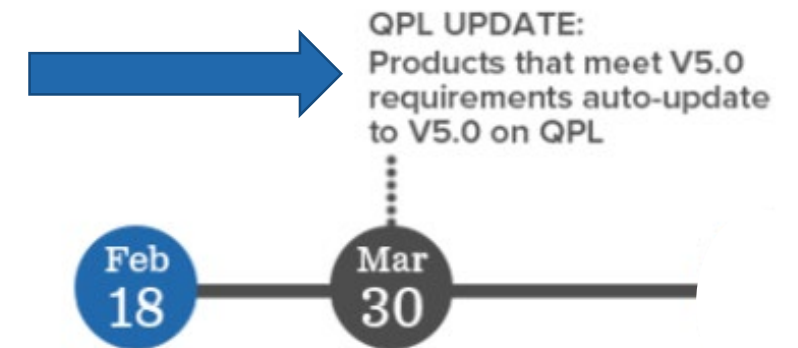 QPL UPDATE:
Products that meet V5.0
requirements auto-update
to V5.0 on QPL
Feb
18
Mar
30